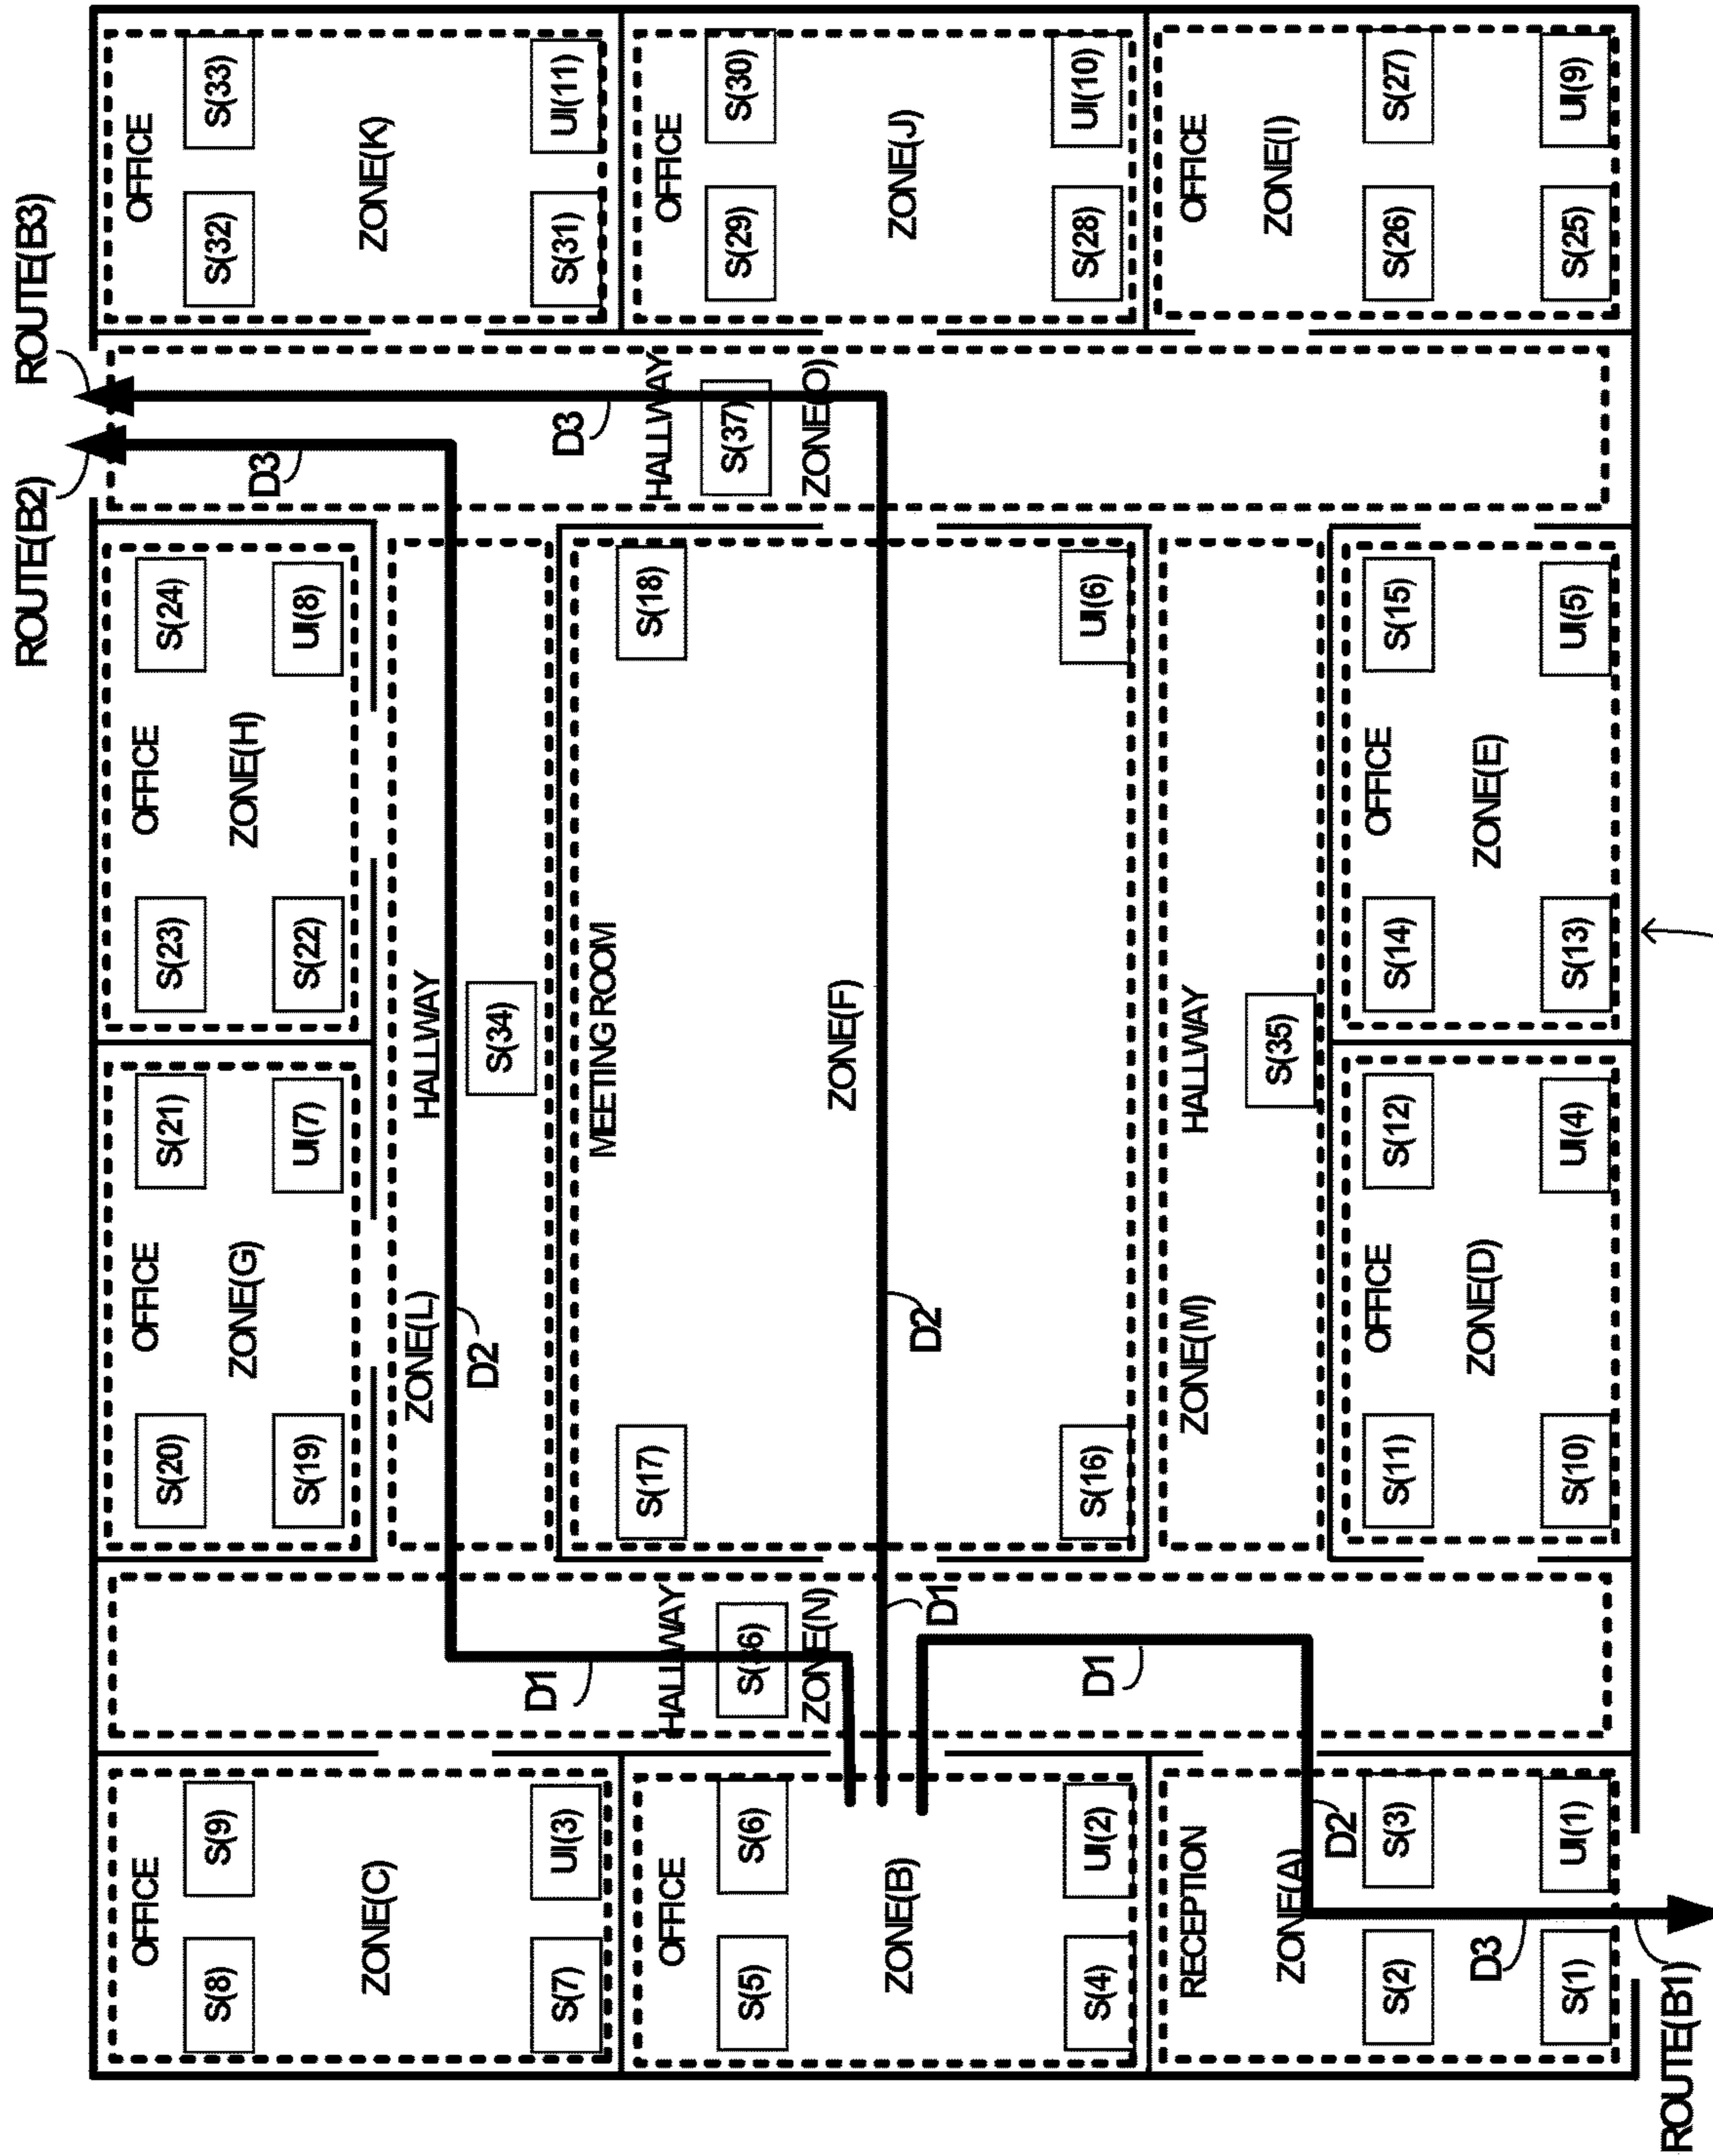 ROUTE(B1)
ROUTE(B2)
ROUTE(B3)
OFFICE
S(8)
S(9)
ZONE(C)
S(7)
UI(3)
OFFICE
S(5)
S(6)
ZONE(B)
S(4)
UI(2)
RECEPTION
ZONE(A)
S(2)
S(3)
S(1)
UI(1)
D2
D3
HALLWAY
S(36)
ZONE(N)
D1
D1
D1
OFFICE
S(20)
S(21)
ZONE(G)
S(19)
UI(7)
OFFICE
S(23)
S(24)
ZONE(H)
S(22)
UI(8)
ZONE(L)
HALLWAY
D2
S(34)
MEETING ROOM
S(17)
S(18)
ZONE(F)
D2
S(16)
UI(6)
ZONE(M)
HALLWAY
S(35)
OFFICE
S(11)
S(12)
ZONE(D)
S(10)
UI(4)
OFFICE
S(14)
S(15)
ZONE(E)
S(13)
UI(5)
D3
D3
HALLWAY
S(37)
ZONE(O)
OFFICE
S(32)
S(33)
ZONE(K)
S(31)
UI(11)
OFFICE
S(29)
S(30)
ZONE(J)
S(28)
UI(10)
OFFICE
ZONE(I)
S(26)
S(27)
S(25)
UI(9)